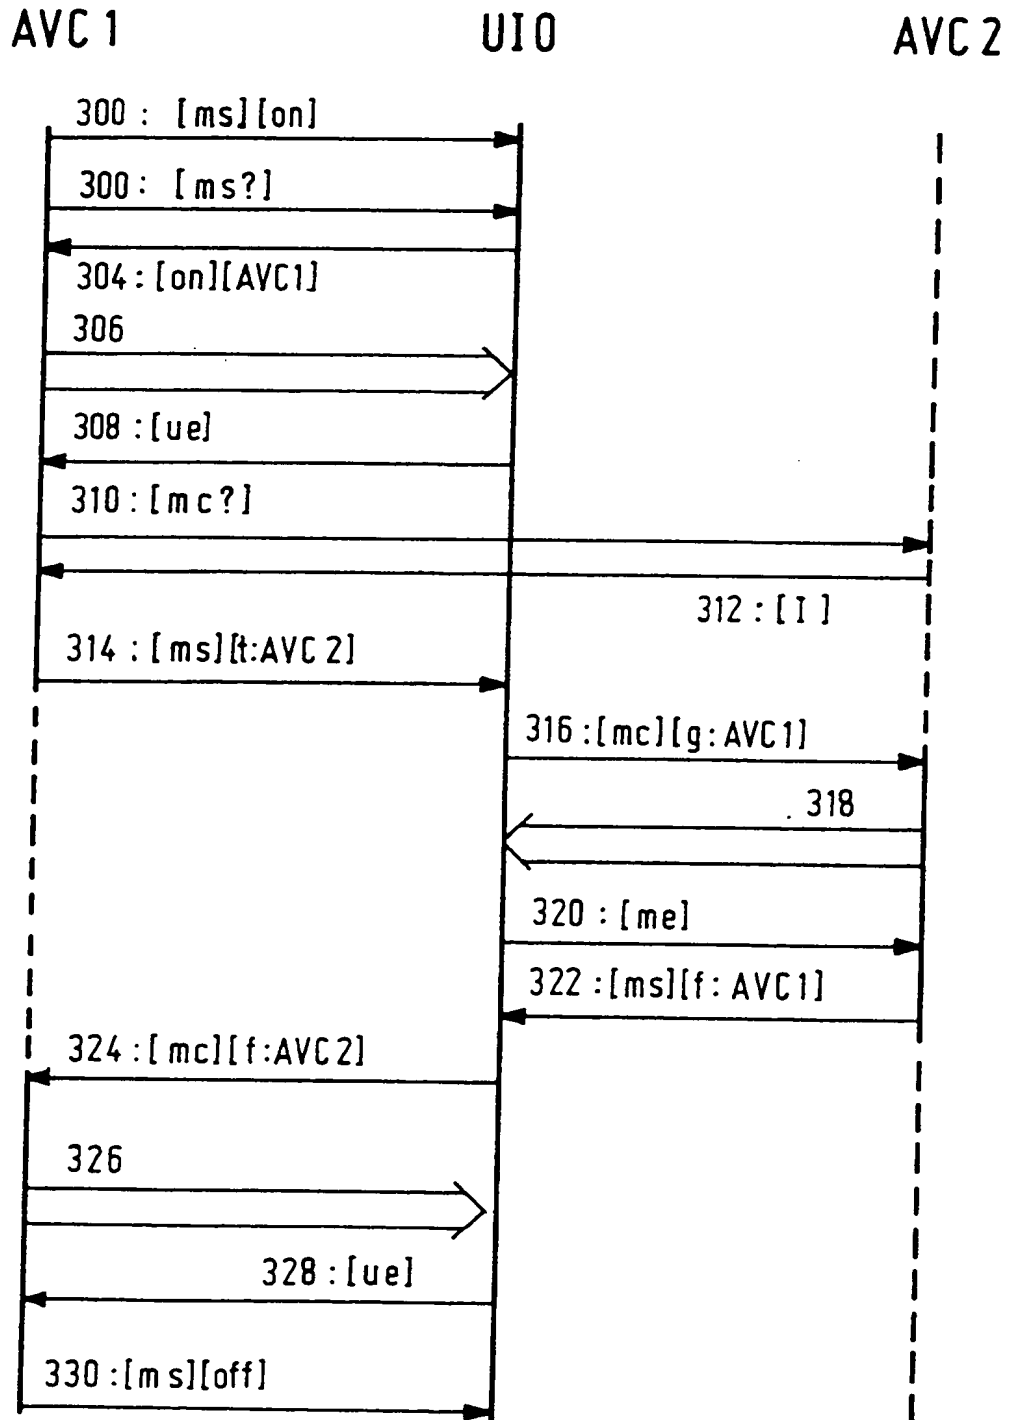 AVC 1 UIO AVC 2
300 : [ms][on]
300 : [ms?]
304 : [on][AVC1]
306
308 : [ue]
310 : [mc?]
312 : [I]
314 : [ms][t:AVC 2]
316 : [mc][g:AVC1]
318
320 : [me]
322 : [ms][f:AVC1]
324 : [mc][f:AVC2]
326
328 : [ue]
330 : [ms][off]